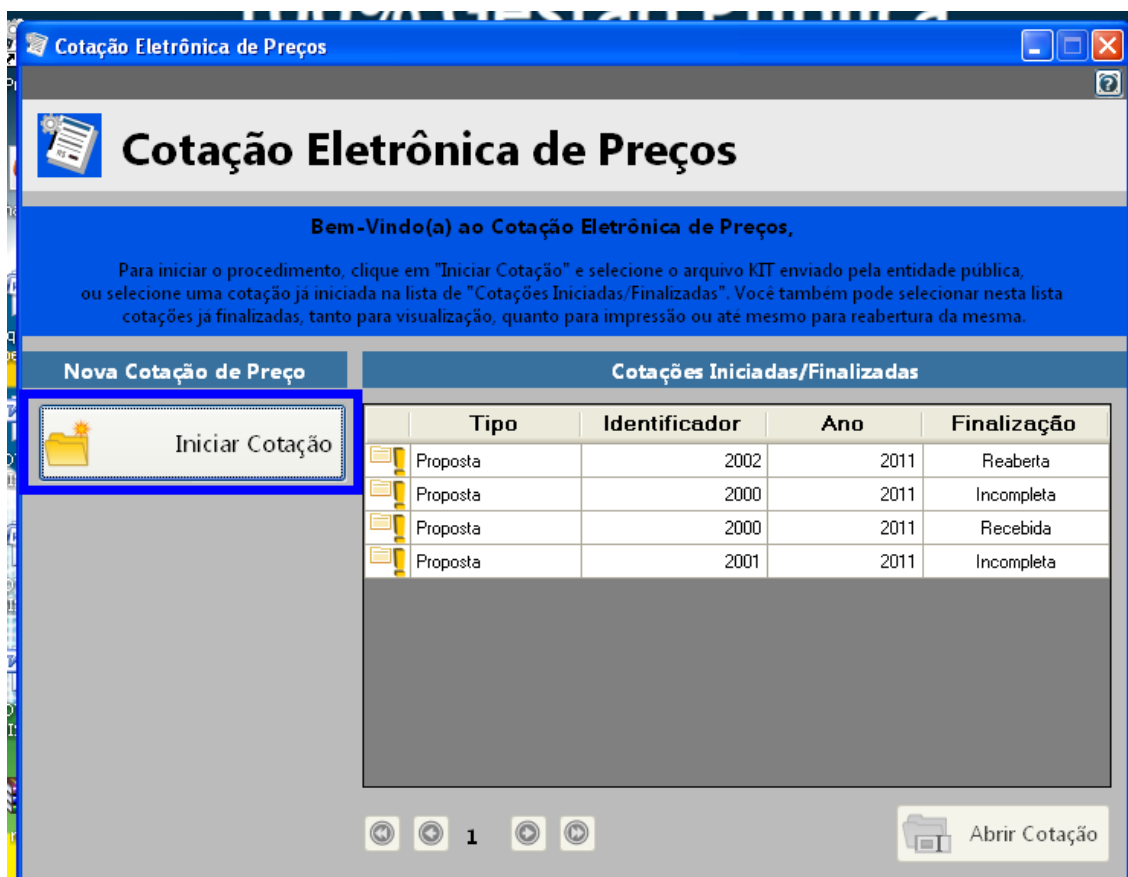 100% Gestão Pública
Cotação Eletrônica de Preços
Cotação Eletrônica de Preços
Bem-Vindo(a) ao Cotação Eletrônica de Preços,
Para iniciar o procedimento, clique em "Iniciar Cotação" e selecione o arquivo KIT enviado pela entidade pública,
ou selecione uma cotação já iniciada na lista de "Cotações Iniciadas/Finalizadas". Você também pode selecionar nesta lista
cotações já finalizadas, tanto para visualização, quanto para impressão ou até mesmo para reabertura da mesma.
Nova Cotação de Preço
Cotações Iniciadas/Finalizadas
Iniciar Cotação
Tipo Identificador Ano Finalização
Proposta 2002 2011 Reaberta
Proposta 2000 2011 Incompleta
Proposta 2000 2011 Recebida
Proposta 2001 2011 Incompleta
1
Abrir Cotação